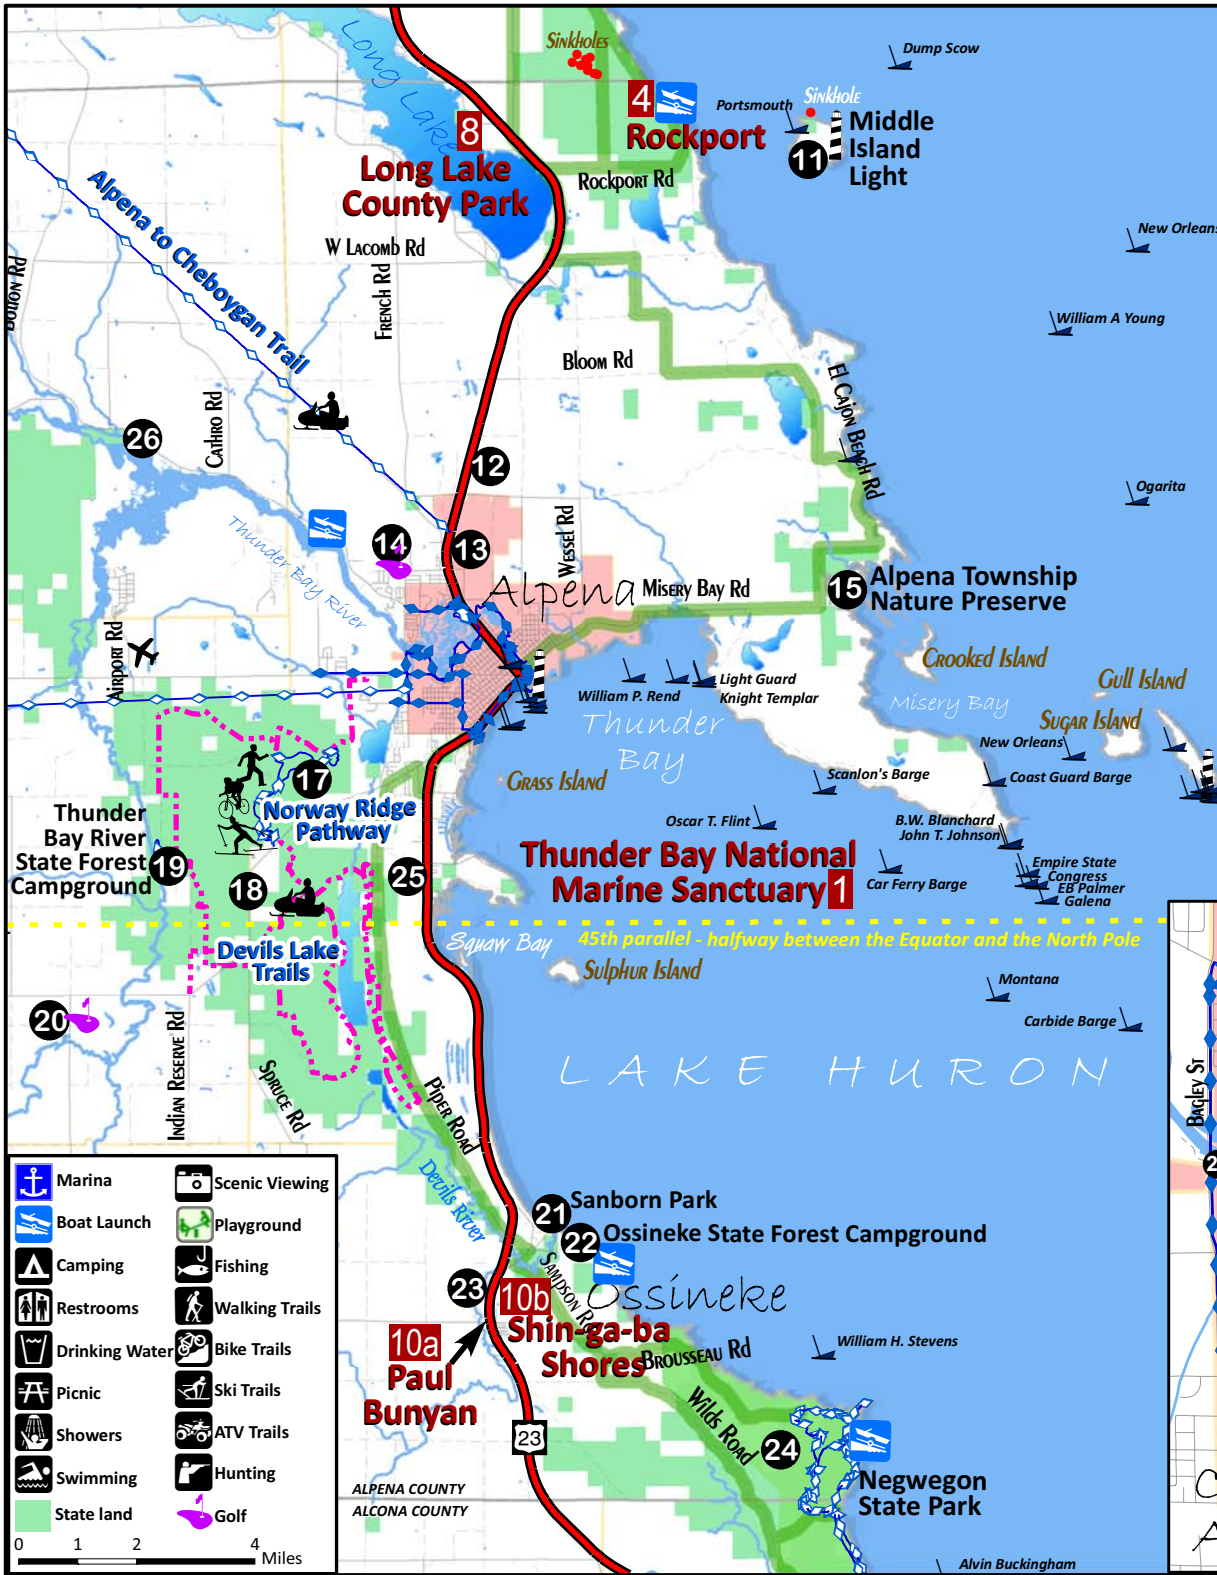 Long Lake
Sinkholes
Dump Scow
4
Rockport
Portsmouth
Sinkhole
11
Middle
Island
Light
8
Long Lake
County Park
Rockport Rd
Alpena to Cheboygan Trail
W Lacomb Rd
French Rd
New Orleans
William A Young
Bolton Rd
Bloom Rd
El Cajon Beach Rd
Cathro Rd
26
12
Ogarita
Thunder Bay River
14
13
Wessel Rd
Alpena
Misery Bay Rd
15
Alpena Township
Nature Preserve
Airport Rd
Crooked Island
Gull Island
Light Guard
William P. Rend
Knight Templar
Misery Bay
Sugar Island
Thunder
Bay
New Orleans
17
Grass Island
Scanlon's Barge
Coast Guard Barge
Norway Ridge
Pathway
Thunder
Bay River
State Forest
Campground
19
Oscar T. Flint
B.W. Blanchard
John T. Johnson
18
25
Thunder Bay National
Marine Sanctuary
1
Car Ferry Barge
Empire State
Congress
EB Palmer
Galena
Devils Lake
Trails
Squaw Bay
45th parallel - halfway between the Equator and the North Pole
Sulphur Island
Montana
20
Carbide Barge
Indian Reserve Rd
Spruce Rd
Piper Road
LAKE HURON
Bagley St
2
Devils River
21
Sanborn Park
22
Ossineke State Forest Campground
Sampson Rd
23
10b
Ossineke
Shin-ga-ba
Shores
10a
Paul
Bunyan
Brousseau Rd
William H. Stevens
Wilds Road
23
24
Negwegon
State Park
ALPENA COUNTY
ALCONA COUNTY
Alvin Buckingham
Marina
Boat Launch
Camping
Restrooms
Drinking Water
Picnic
Showers
Swimming
State land
Scenic Viewing
Playground
Fishing
Walking Trails
Bike Trails
Ski Trails
ATV Trails
Hunting
Golf
0 1 2 4
Miles